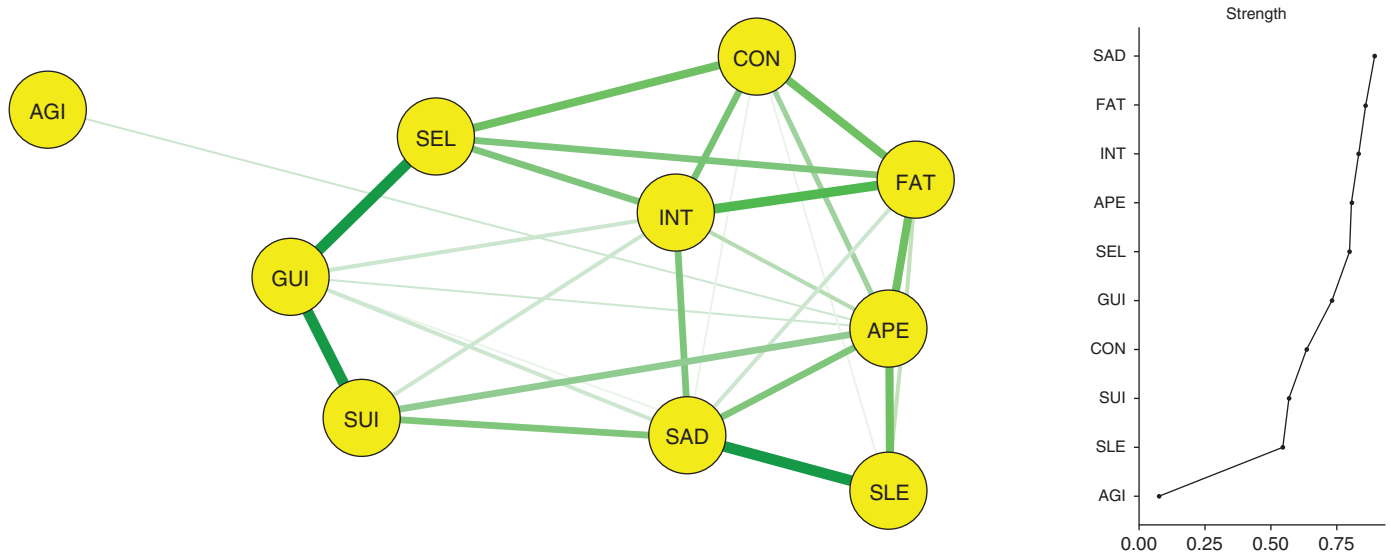 AGI
SEL
CON
FAT
INT
GUI
APE
SUI
SAD
SLE
Strength
SAD
FAT
INT
APE
SEL
GUI
CON
SUI
SLE
AGI
0.00 0.25 0.50 0.75